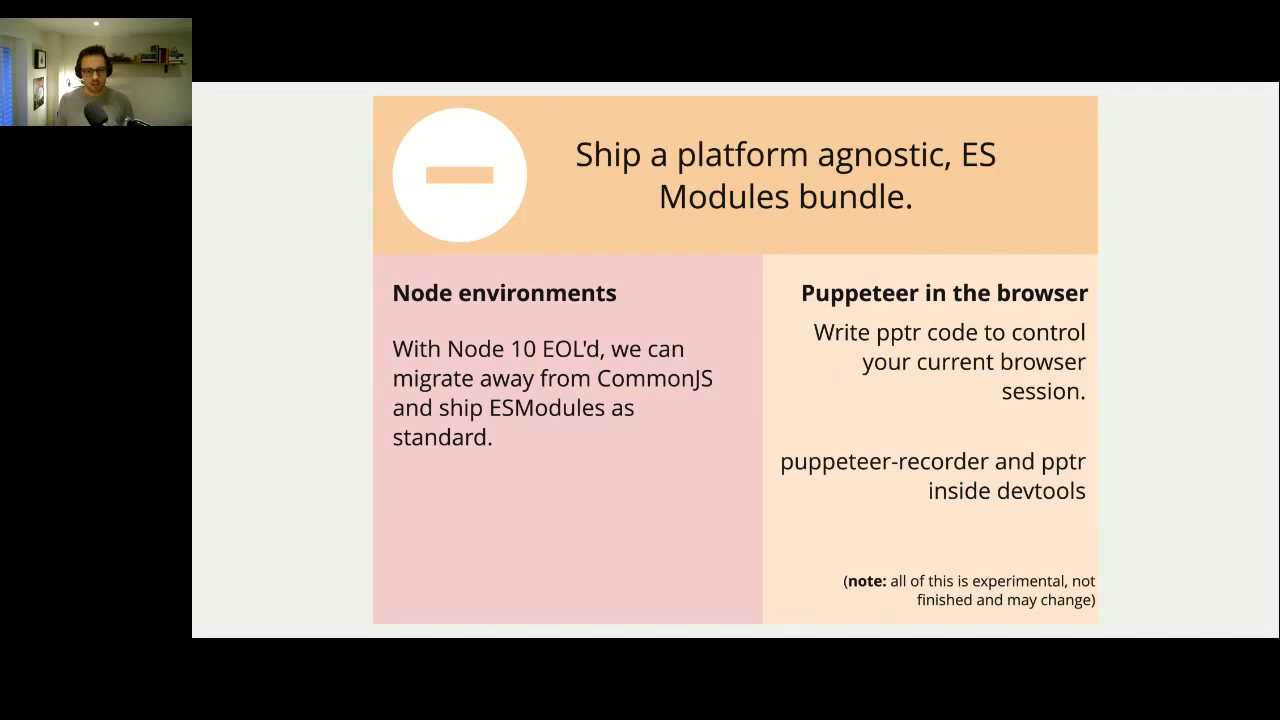 Ship a platform agnostic, ES
Modules bundle.
Node environments
With Node 10 EOL'd, we can
migrate away from CommonJS
and ship ESModules as
standard.
Puppeteer in the browser
Write pptr code to control
your current browser
session.
puppeteer-recorder and pptr
inside devtools
(note: all of this is experimental, not
finished and may change)